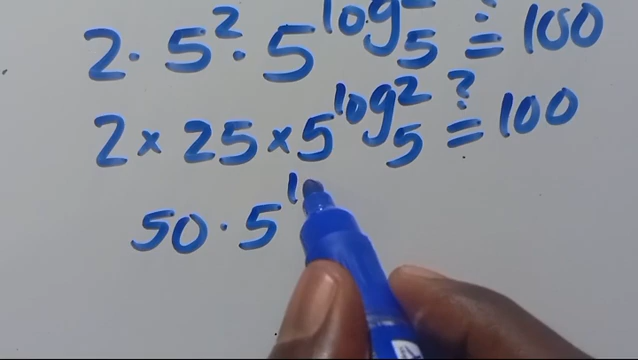 2 · 5² · 5^log₅² ≟ 100
2 × 25 × 5^log₅² ≟ 100
50 · 5^l